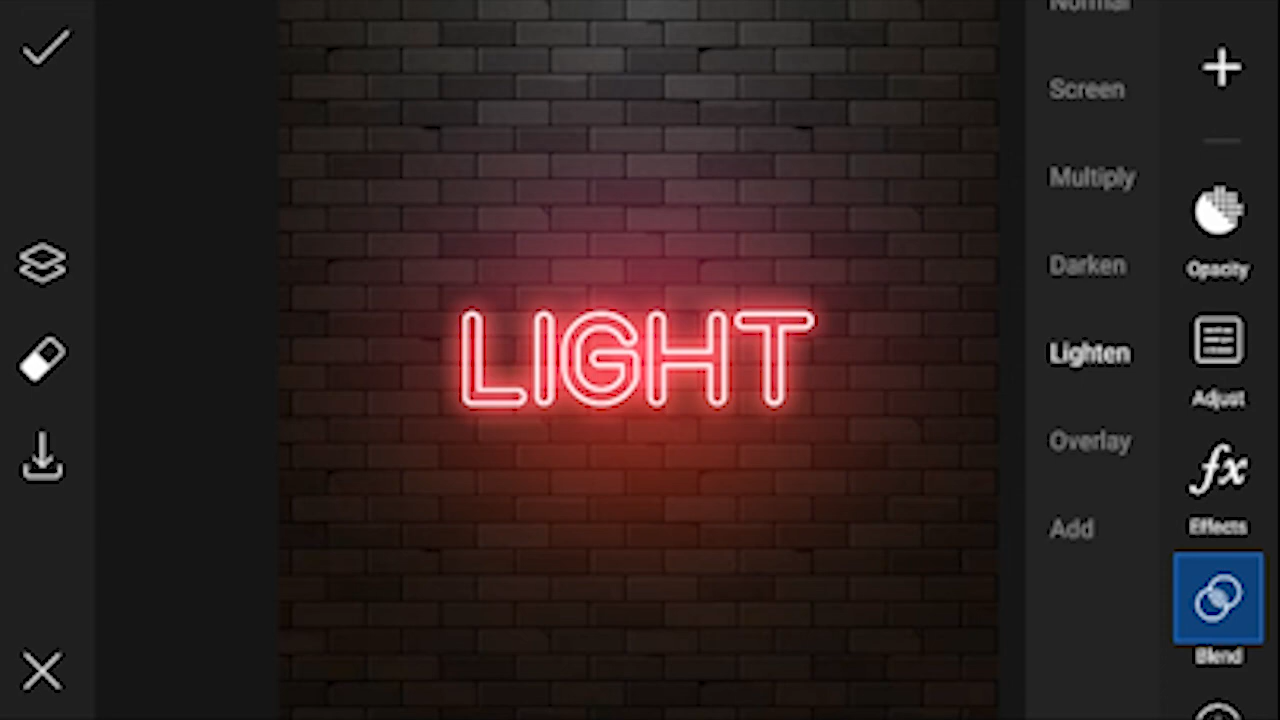 LIGHT
Normal
Screen
Multiply
Darken
Lighten
Overlay
Add
Opacity
Adjust
fx
Effects
Blend